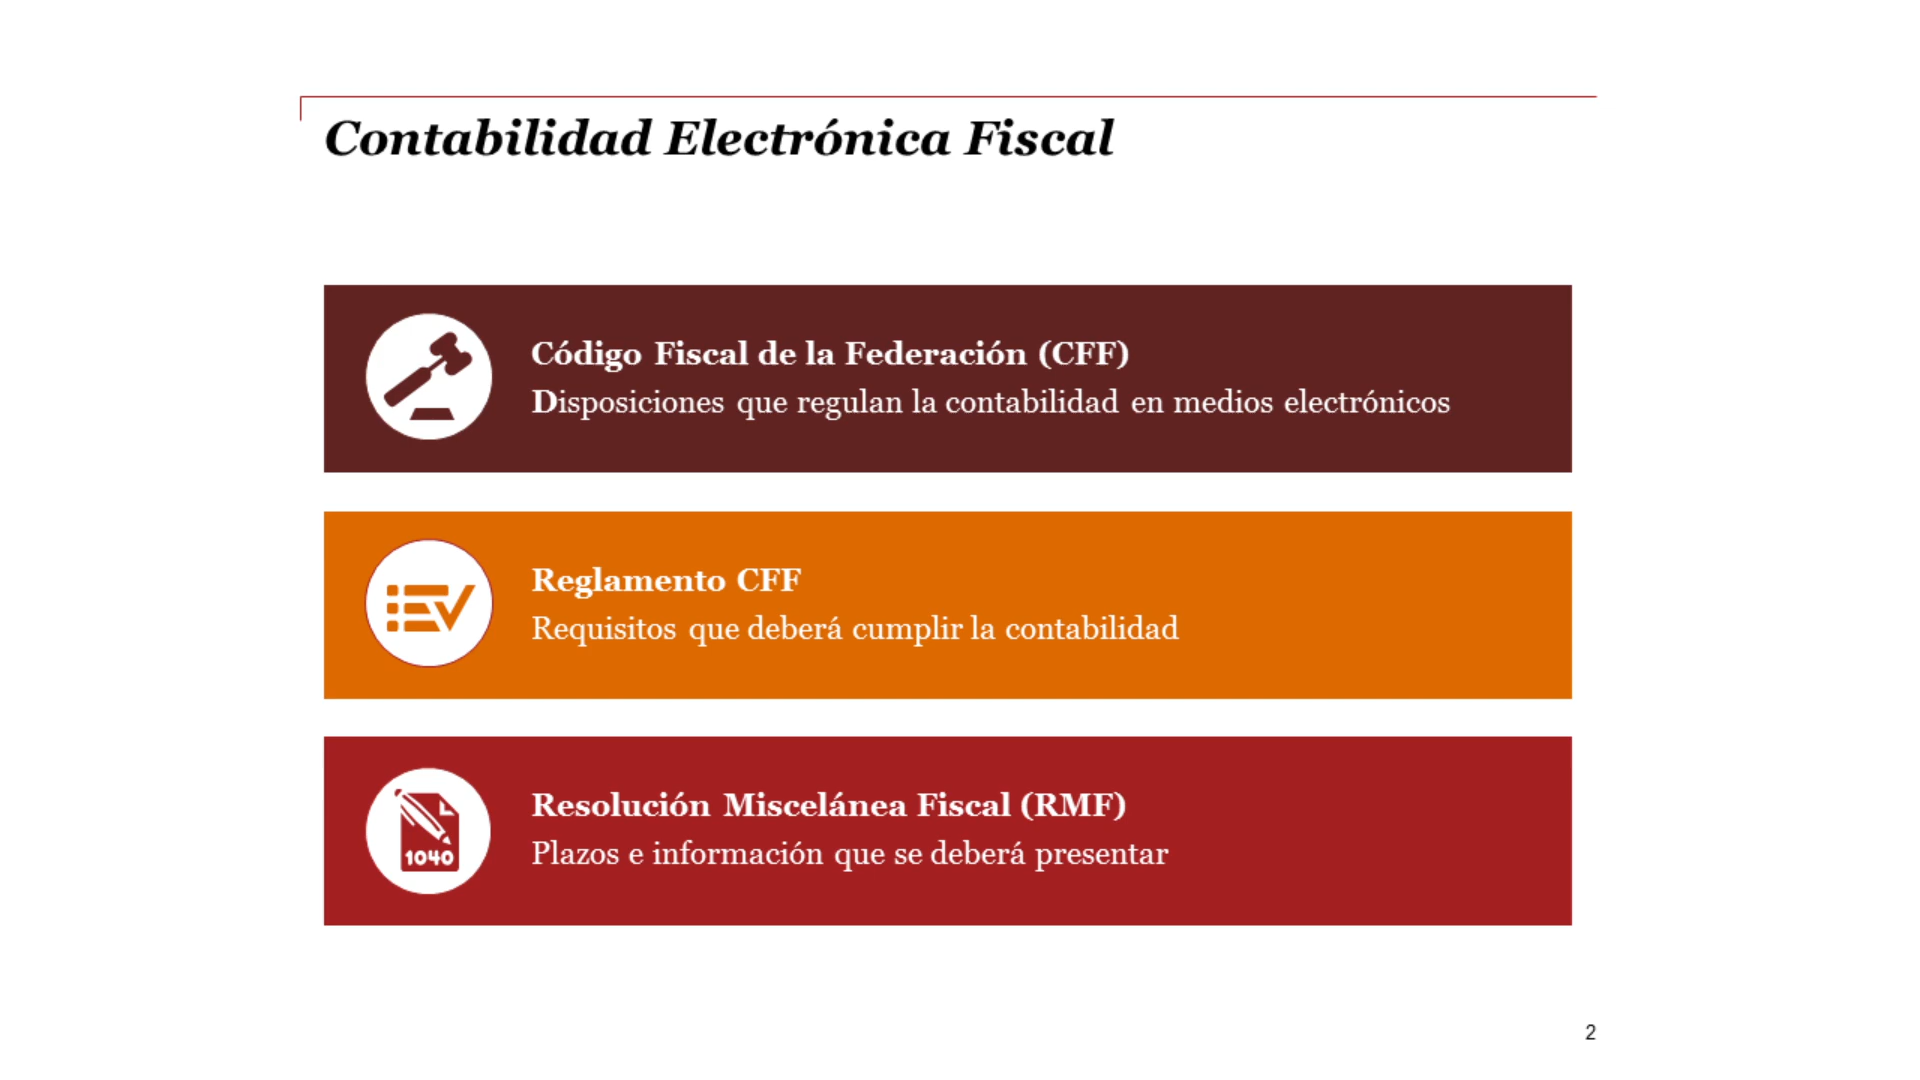 Contabilidad Electrónica Fiscal
Código Fiscal de la Federación (CFF)
Disposiciones que regulan la contabilidad en medios electrónicos
Reglamento CFF
Requisitos que deberá cumplir la contabilidad
Resolución Miscelánea Fiscal (RMF)
Plazos e información que se deberá presentar
1040
2